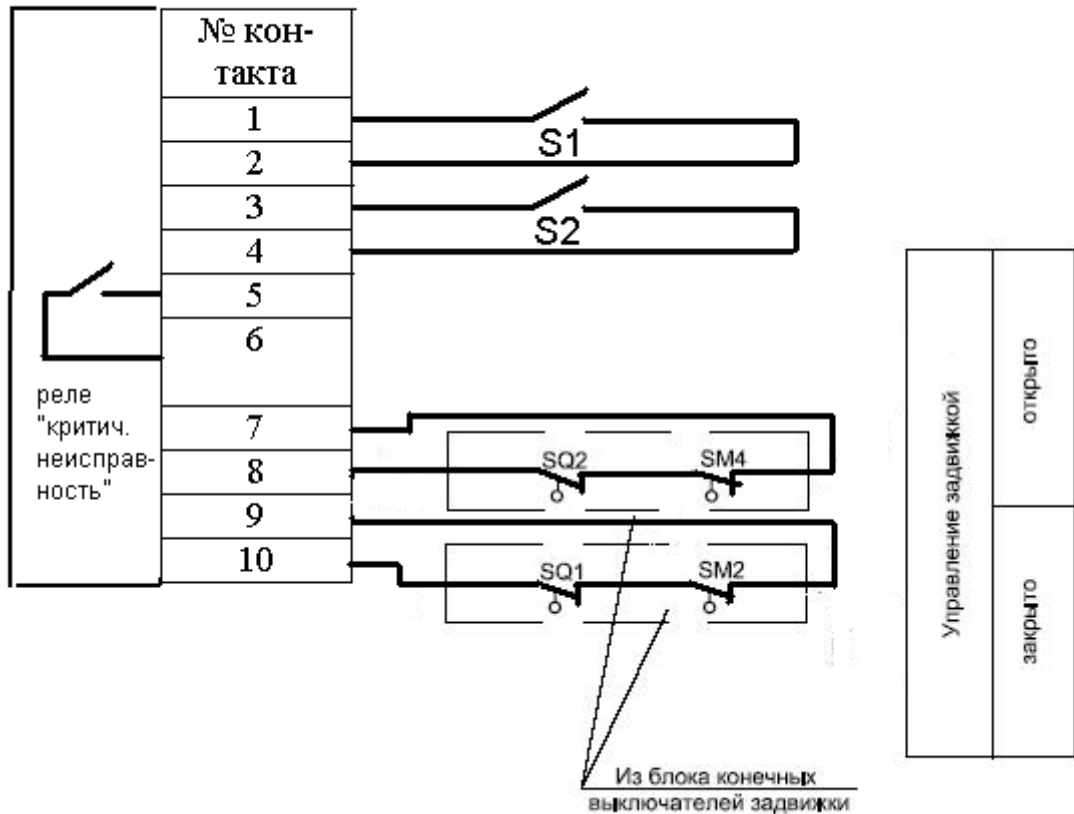 № кон-
такта
1
2
3
4
5
6
7
8
9
10
S1
S2
реле
"критич.
неисправ-
ность"
SQ2 SM4
SQ1 SM2
Из блока конечных
выключателей задвижки
Управление задвижкой
открыто
закрыто